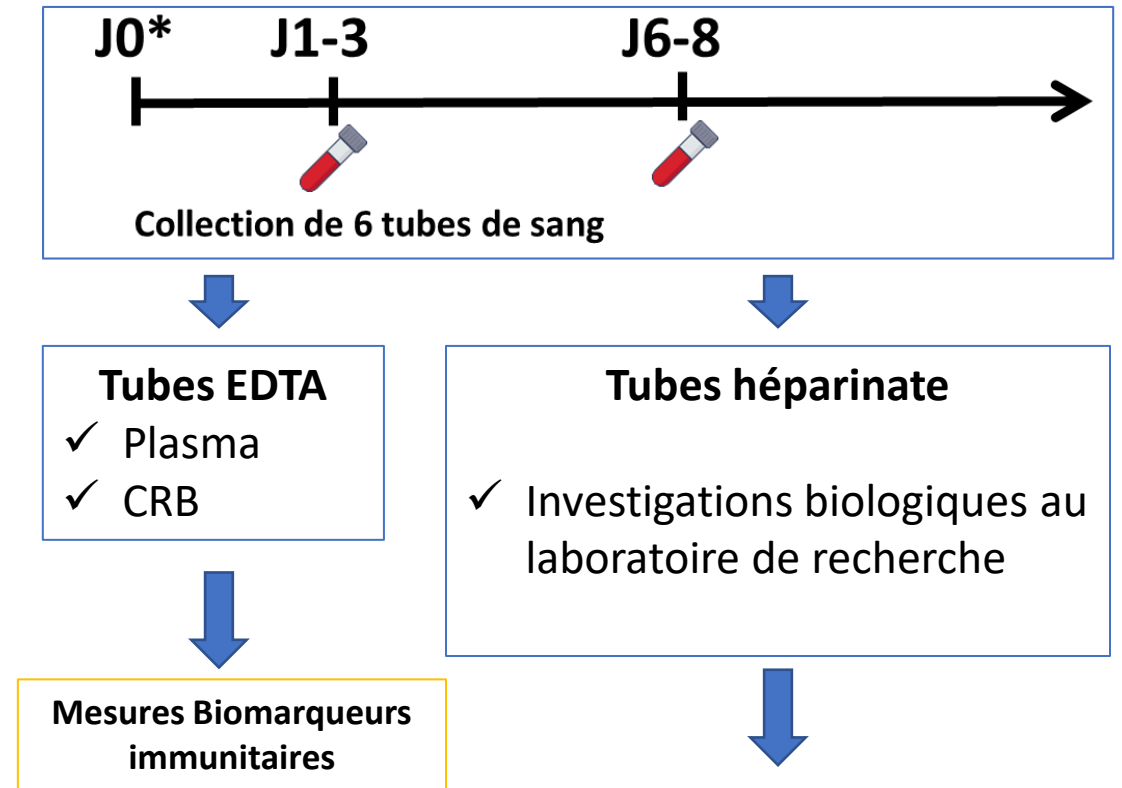 J0* J1-3 J6-8
Collection de 6 tubes de sang
Tubes EDTA
✓ Plasma
✓ CRB
Tubes héparinate
✓ Investigations biologiques au
laboratoire de recherche
Mesures Biomarqueurs
immunitaires